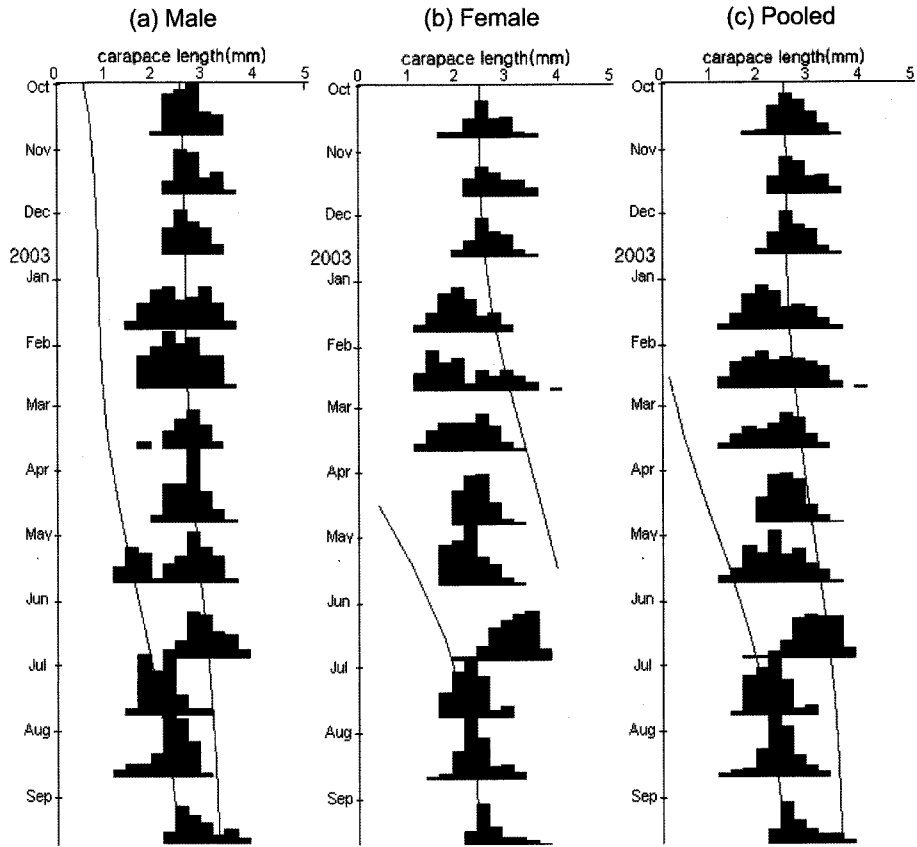 (a) Male
carapace length(mm)
0 1 2 3 4 5
Oct
Nov
Dec
2003
Jan
Feb
Mar
Apr
May
Jun
Jul
Aug
Sep
(b) Female
carapace length(mm)
0 1 2 3 4 5
Oct
Nov
Dec
2003
Jan
Feb
Mar
Apr
May
Jun
Jul
Aug
Sep
(c) Pooled
carapace length(mm)
0 1 2 3 4 5
Oct
Nov
Dec
2003
Jan
Feb
Mar
Apr
May
Jun
Jul
Aug
Sep